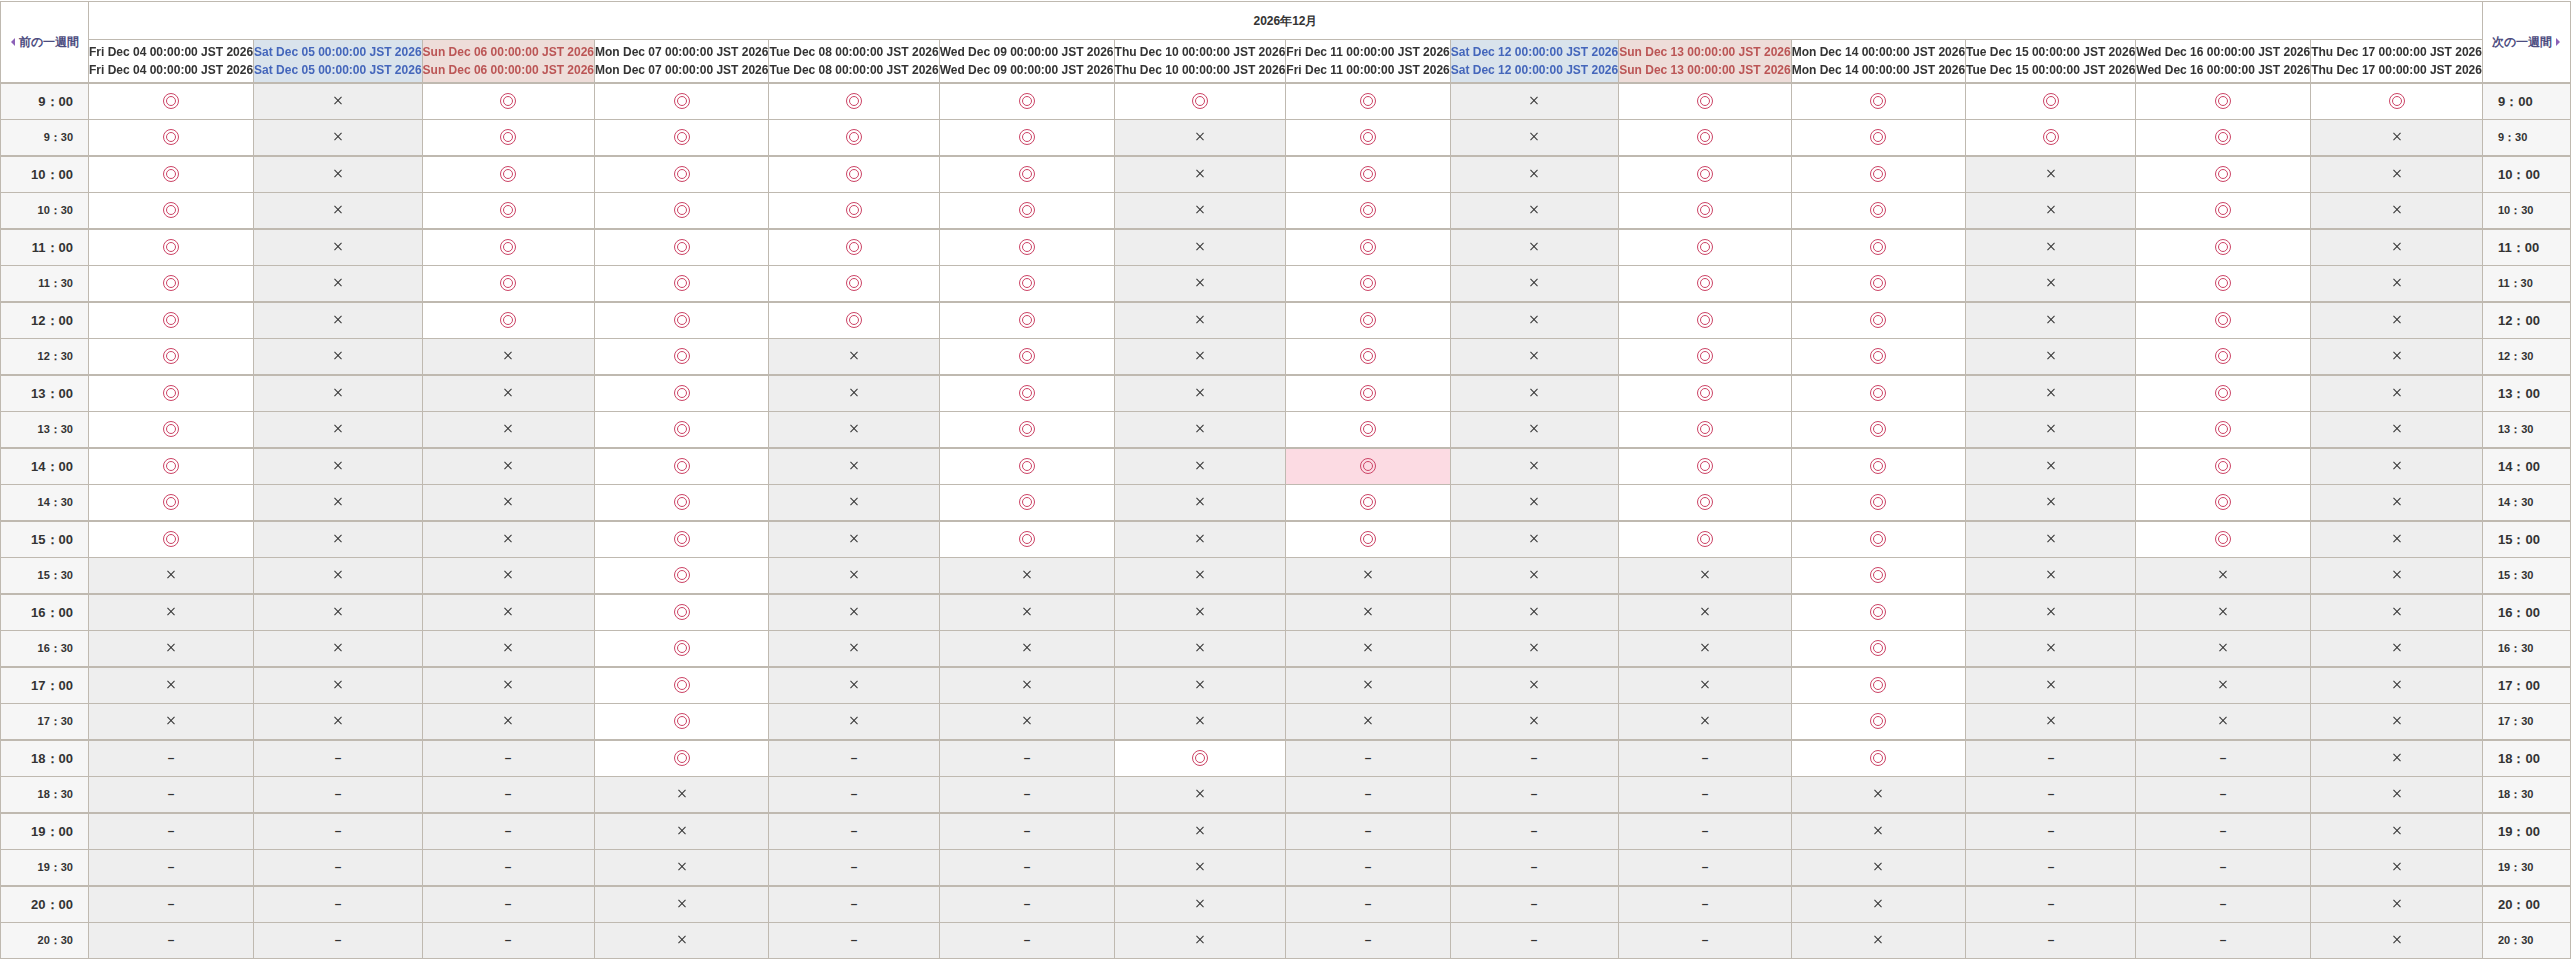 2026年12月
前の一週間
Fri Dec 04 00:00:00 JST 2026 Sat Dec 05 00:00:00 JST 2026 Sun Dec 06 00:00:00 JST 2026 Mon Dec 07 00:00:00 JST 2026 Tue Dec 08 00:00:00 JST 2026 Wed Dec 09 00:00:00 JST 2026 Thu Dec 10 00:00:00 JST 2026 Fri Dec 11 00:00:00 JST 2026 Sat Dec 12 00:00:00 JST 2026 Sun Dec 13 00:00:00 JST 2026 Mon Dec 14 00:00:00 JST 2026 Tue Dec 15 00:00:00 JST 2026 Wed Dec 16 00:00:00 JST 2026 Thu Dec 17 00:00:00 JST 2026
Fri Dec 04 00:00:00 JST 2026 Sat Dec 05 00:00:00 JST 2026 Sun Dec 06 00:00:00 JST 2026 Mon Dec 07 00:00:00 JST 2026 Tue Dec 08 00:00:00 JST 2026 Wed Dec 09 00:00:00 JST 2026 Thu Dec 10 00:00:00 JST 2026 Fri Dec 11 00:00:00 JST 2026 Sat Dec 12 00:00:00 JST 2026 Sun Dec 13 00:00:00 JST 2026 Mon Dec 14 00:00:00 JST 2026 Tue Dec 15 00:00:00 JST 2026 Wed Dec 16 00:00:00 JST 2026 Thu Dec 17 00:00:00 JST 2026
次の一週間
9：00 ◎ × ◎ ◎ ◎ ◎ ◎ ◎ × ◎ ◎ ◎ ◎ ◎ 9：00
9：30 ◎ × ◎ ◎ ◎ ◎ × ◎ × ◎ ◎ ◎ ◎ × 9：30
10：00 ◎ × ◎ ◎ ◎ ◎ × ◎ × ◎ ◎ × ◎ × 10：00
10：30 ◎ × ◎ ◎ ◎ ◎ × ◎ × ◎ ◎ × ◎ × 10：30
11：00 ◎ × ◎ ◎ ◎ ◎ × ◎ × ◎ ◎ × ◎ × 11：00
11：30 ◎ × ◎ ◎ ◎ ◎ × ◎ × ◎ ◎ × ◎ × 11：30
12：00 ◎ × ◎ ◎ ◎ ◎ × ◎ × ◎ ◎ × ◎ × 12：00
12：30 ◎ × × ◎ × ◎ × ◎ × ◎ ◎ × ◎ × 12：30
13：00 ◎ × × ◎ × ◎ × ◎ × ◎ ◎ × ◎ × 13：00
13：30 ◎ × × ◎ × ◎ × ◎ × ◎ ◎ × ◎ × 13：30
14：00 ◎ × × ◎ × ◎ × ◎ × ◎ ◎ × ◎ × 14：00
14：30 ◎ × × ◎ × ◎ × ◎ × ◎ ◎ × ◎ × 14：30
15：00 ◎ × × ◎ × ◎ × ◎ × ◎ ◎ × ◎ × 15：00
15：30 × × × ◎ × × × × × × ◎ × × × 15：30
16：00 × × × ◎ × × × × × × ◎ × × × 16：00
16：30 × × × ◎ × × × × × × ◎ × × × 16：30
17：00 × × × ◎ × × × × × × ◎ × × × 17：00
17：30 × × × ◎ × × × × × × ◎ × × × 17：30
18：00 － － － ◎ － － ◎ － － － ◎ － － × 18：00
18：30 － － － × － － × － － － × － － × 18：30
19：00 － － － × － － × － － － × － － × 19：00
19：30 － － － × － － × － － － × － － × 19：30
20：00 － － － × － － × － － － × － － × 20：00
20：30 － － － × － － × － － － × － － × 20：30